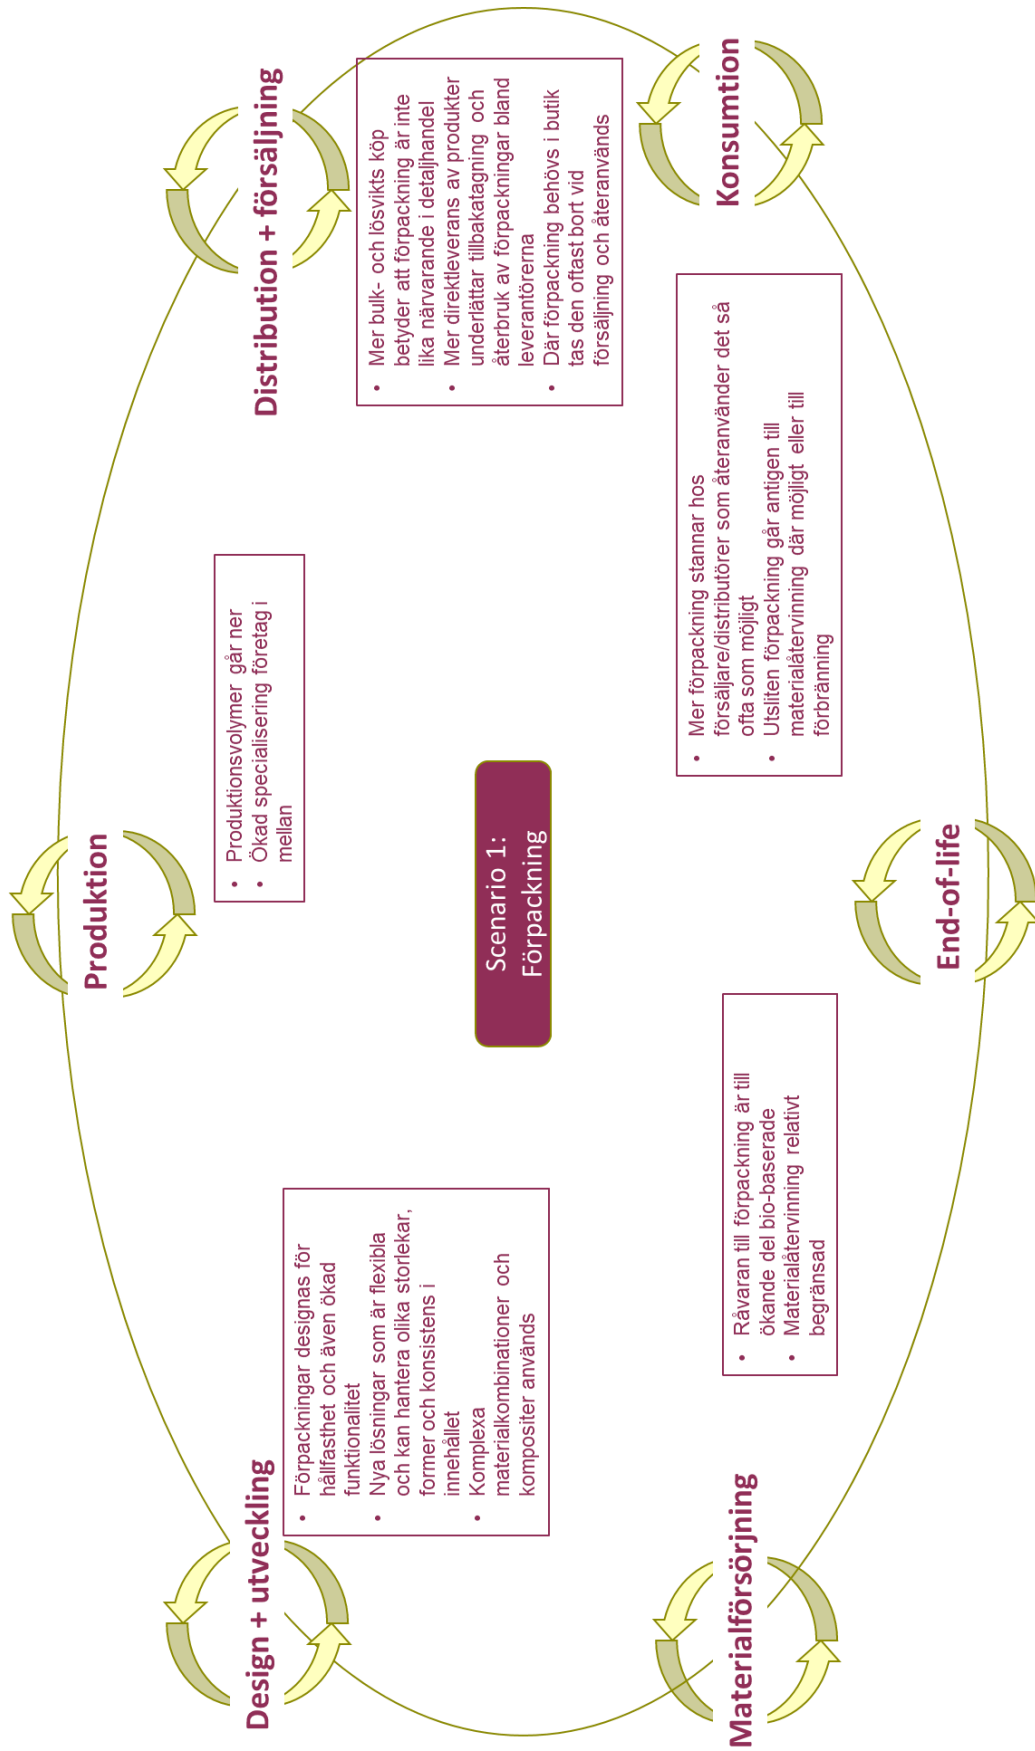 Design + utveckling
Produktion
Distribution + försäljning
• Förpackningar designas för
hållfasthet och även ökad
funktionalitet
• Nya lösningar som är flexibla
och kan hantera olika storlekar,
former och konsistens i
innehållet
• Komplexa
materialkombinationer och
kompositer används
• Produktionsvolymer går ner
• Ökad specialisering företag i
mellan
• Mer bulk- och lösvikts köp
betyder att förpackning är inte
lika närvarande i detaljhandel
• Mer direktleverans av produkter
underlättar tillbakatagning och
återbruk av förpackningar bland
leverantörerna
• Där förpackning behövs i butik
tas den oftast bort vid
försäljning och återanvänds
Scenario 1:
Förpackning
• Råvaran till förpackning är till
ökande del bio-baserade
• Materialåtervinning relativt
begränsad
• Mer förpackning stannar hos
försäljare/distributörer som återanvänder det så
ofta som möjligt
• Utsliten förpackning går antigen till
materialåtervinning där möjligt eller till
förbränning
Materialförsörjning
End-of-life
Konsumtion